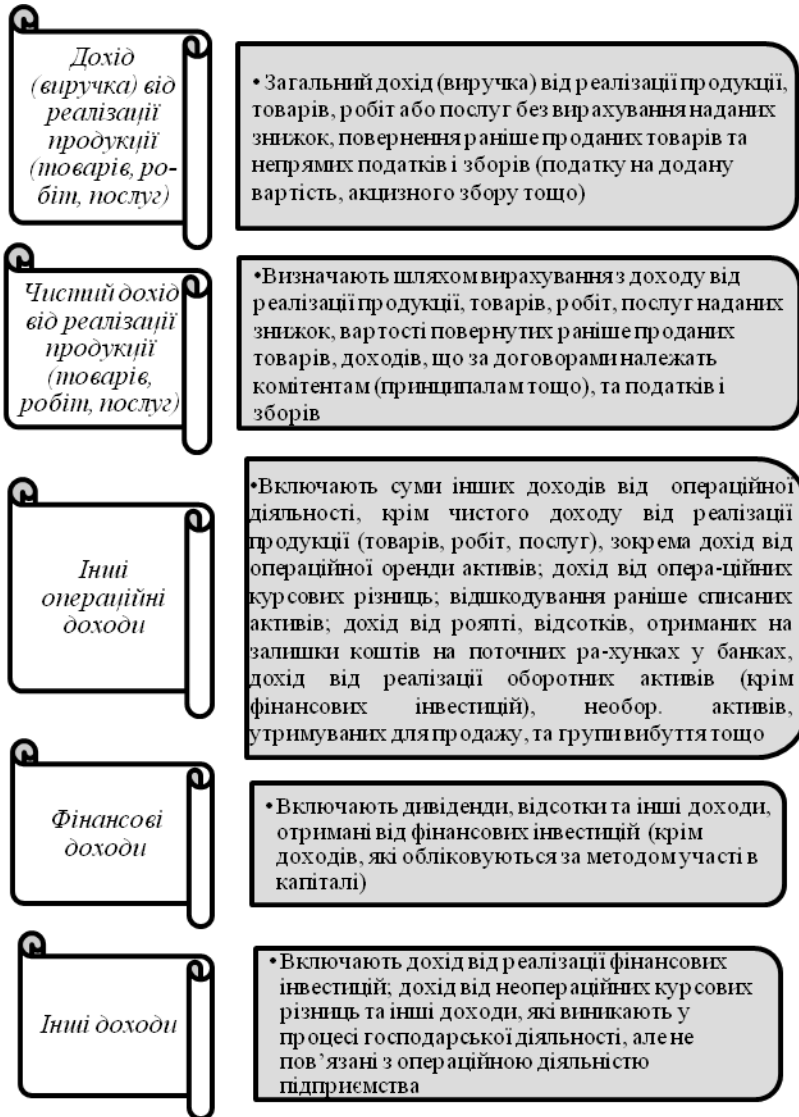 Дохід
(виручка) від
реалізації
продукції
(товарів, ро-
біт, послуг)
• Загальний дохід (виручка) від реалізації продукції,
товарів, робіт або послуг без вирахування наданих
знижок, повернення раніше проданих товарів та
непрямих податків і зборів (податку на додану
вартість, акцизного збору тощо)
Чистий дохід
від реалізації
продукції
(товарів,
робіт, послуг)
•Визначають шляхом вирахування з доходу від
реалізації продукції, товарів, робіт, послуг наданих
знижок, вартості повернутих раніше проданих
товарів, доходів, що за договорами належать
комітентам (принципалам тощо), та податків і
зборів
Інші
операційні
доходи
•Включають суми інших доходів від операційної
діяльності, крім чистого доходу від реалізації
продукції (товарів, робіт, послуг), зокрема дохід від
операційної оренди активів; дохід від опера-ційних
курсових різниць; відшкодування раніше списаних
активів; дохід від роялті, відсотків, отриманих на
залишки коштів на поточних ра-хунках у банках,
дохід від реалізації оборотних активів (крім
фінансових інвестицій), необор. активів,
утримуваних для продажу, та групи вибуття тощо
Фінансові
доходи
• Включають дивіденди, відсотки та інші доходи,
отримані від фінансових інвестицій (крім
доходів, які обліковуються за методом участі в
капіталі)
Інші доходи
• Включають дохід від реалізації фінансових
інвестицій; дохід від неопераційних курсових
різниць та інші доходи, які виникають у
процесі господарської діяльності, але не
пов’язані з операційною діяльністю
підприємства